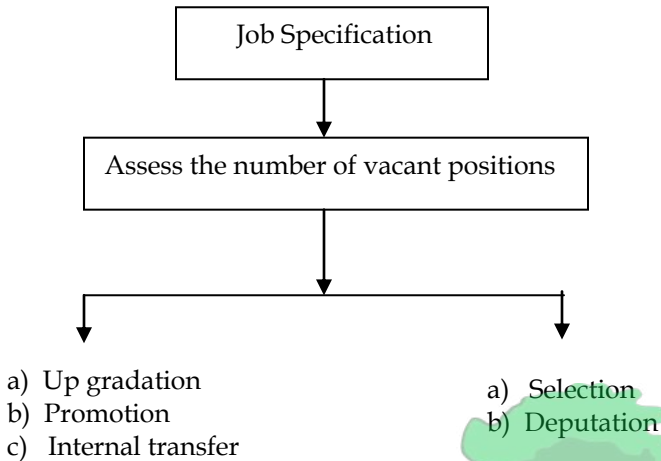 Job Specification
Assess the number of vacant positions
a) Up gradation
b) Promotion
c) Internal transfer
a) Selection
b) Deputation